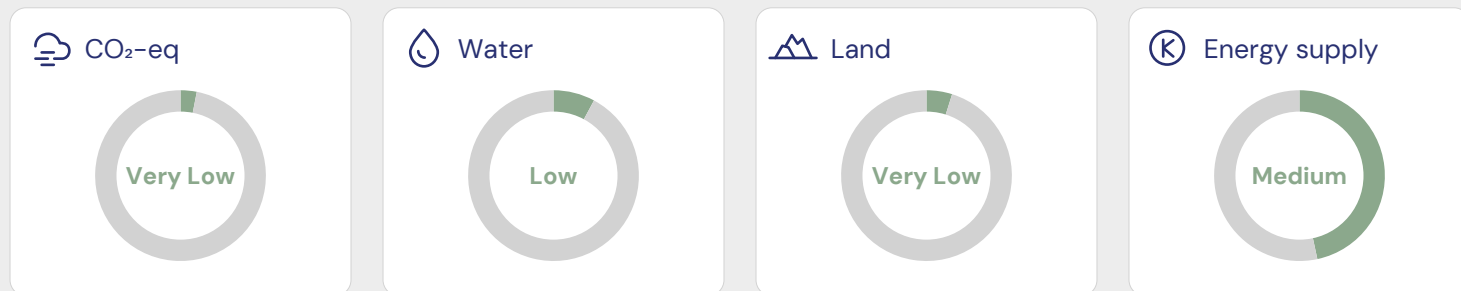 CO₂-eq
Water
Land
Energy supply
Very Low
Low
Very Low
Medium